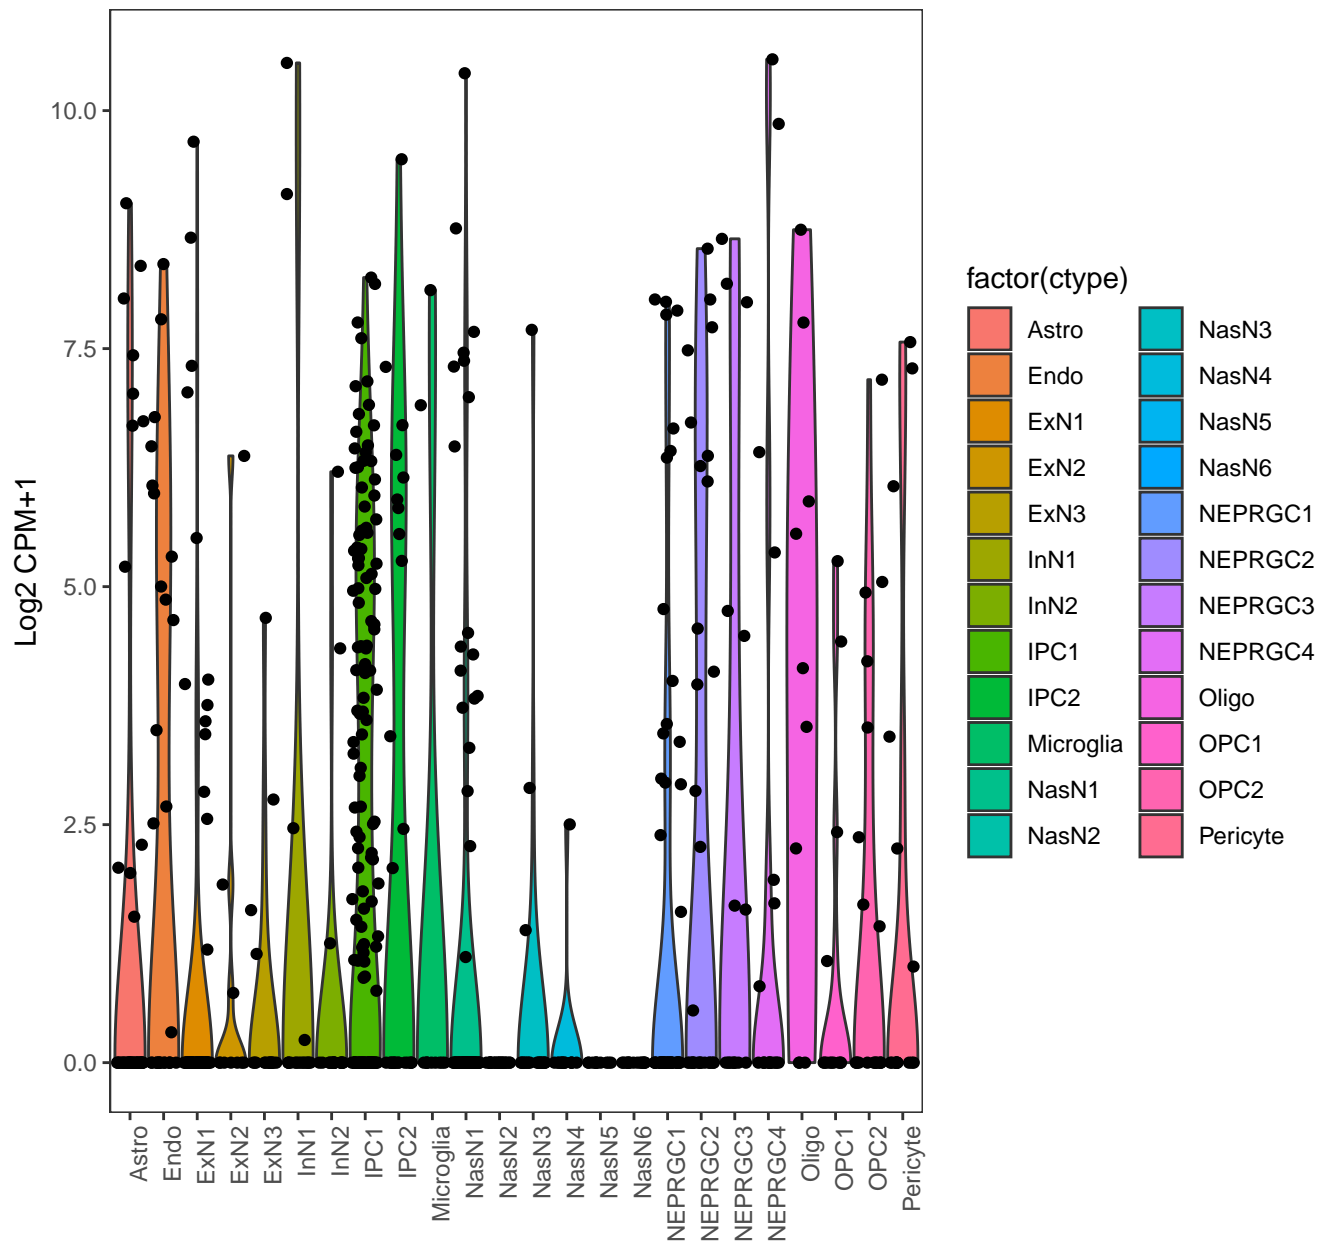 10.0
7.5
5.0
2.5
0.0
Log2 CPM+1
Astro
Endo
ExN1
ExN2
ExN3
InN1
InN2
IPC1
IPC2
Microglia
NasN1
NasN2
NasN3
NasN4
NasN5
NasN6
NEPRGC1
NEPRGC2
NEPRGC3
NEPRGC4
Oligo
OPC1
OPC2
Pericyte
factor(ctype)
Astro
Endo
ExN1
ExN2
ExN3
InN1
InN2
IPC1
IPC2
Microglia
NasN1
NasN2
NasN3
NasN4
NasN5
NasN6
NEPRGC1
NEPRGC2
NEPRGC3
NEPRGC4
Oligo
OPC1
OPC2
Pericyte